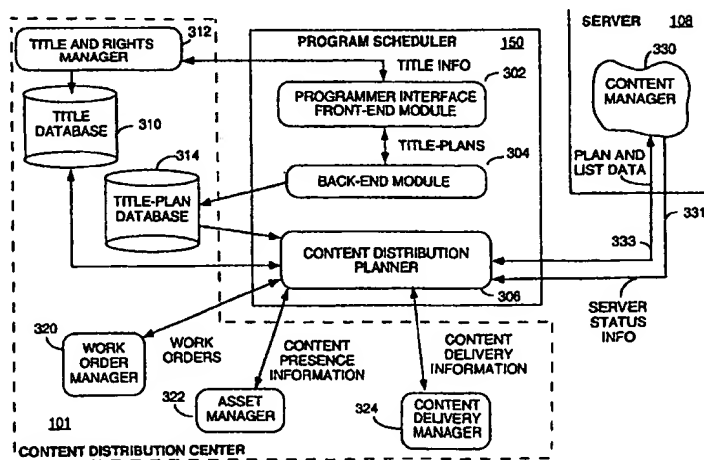 312
TITLE AND RIGHTS
MANAGER
PROGRAM SCHEDULER
150
SERVER
108
TITLE INFO
302
330
CONTENT
MANAGER
PROGRAMMER INTERFACE
FRONT-END MODULE
TITLE
DATABASE
310
TITLE-PLANS
304
314
BACK-END MODULE
PLAN AND
LIST DATA
331
TITLE-PLAN
DATABASE
CONTENT DISTRIBUTION
PLANNER
333
306
SERVER
STATUS
INFO
320
WORK
ORDER
MANAGER
WORK
ORDERS
CONTENT
PRESENCE
INFORMATION
CONTENT
DELIVERY
INFORMATION
322
ASSET
MANAGER
324
CONTENT
DELIVERY
MANAGER
101
CONTENT DISTRIBUTION CENTER